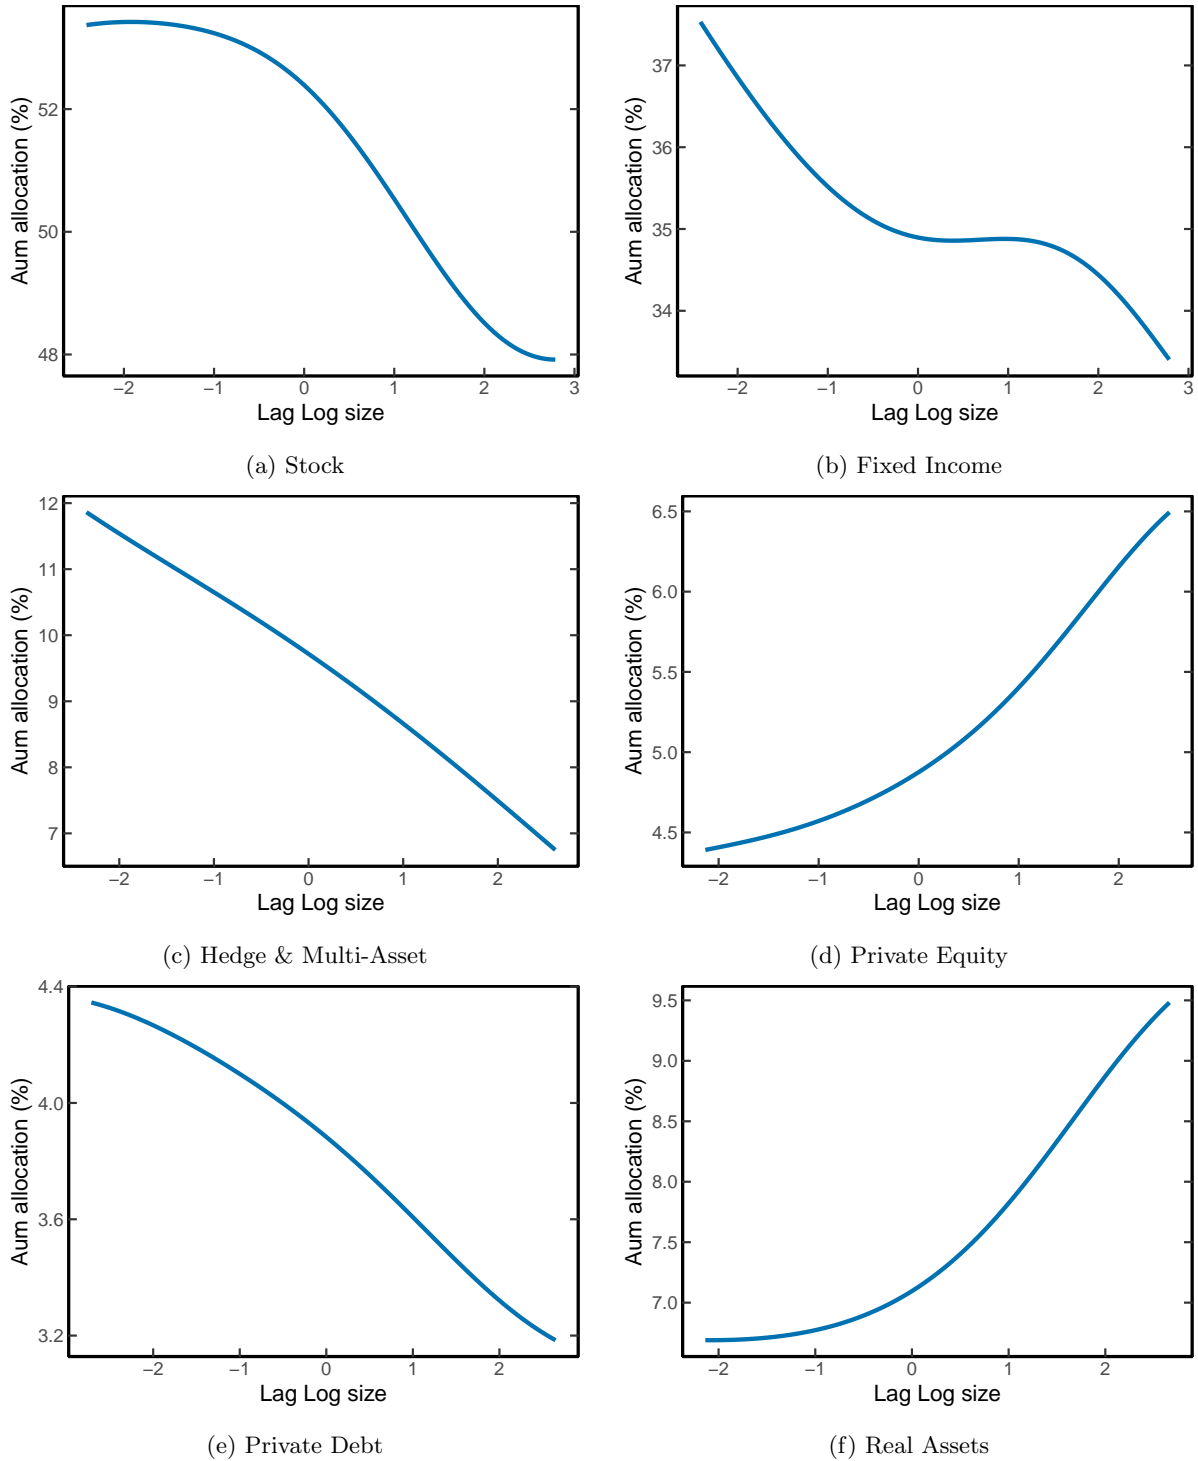 Aum allocation (%)
52
50
48
−2 −1 0 1 2 3
Lag Log size
(a) Stock
Aum allocation (%)
37
36
35
34
−2 −1 0 1 2 3
Lag Log size
(b) Fixed Income
Aum allocation (%)
12
11
10
9
8
7
−2 −1 0 1 2
Lag Log size
(c) Hedge & Multi-Asset
Aum allocation (%)
6.5
6.0
5.5
5.0
4.5
−2 −1 0 1 2
Lag Log size
(d) Private Equity
Aum allocation (%)
4.4
4.0
3.6
3.2
−2 −1 0 1 2
Lag Log size
(e) Private Debt
Aum allocation (%)
9.5
9.0
8.5
8.0
7.5
7.0
−2 −1 0 1 2
Lag Log size
(f) Real Assets